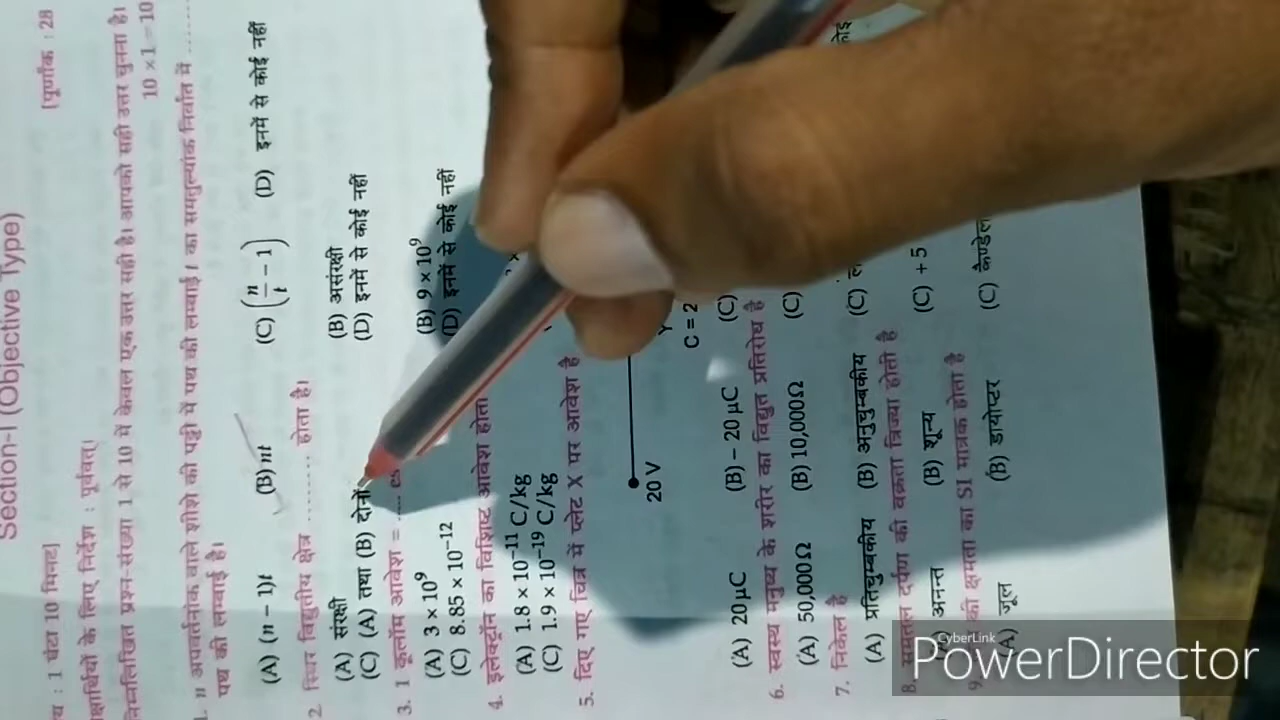 Section-I (Objective Type)
य : 1 घंटा 10 मिनट] [पूर्णांक : 28
क्षार्थियों के लिए निर्देश : पूर्ववत्]
निम्नलिखित प्रश्न-संख्या 1 से 10 में केवल एक उत्तर सही है। आपको सही उत्तर चुनना है।
10 × 1 = 10
1. n अपवर्तनांक वाले शीशे की पट्टी में पथ की लम्बाई t का समतुल्यांक निर्वात में ........
पथ की लम्बाई है।
(A) (n − 1)t (B) nt (C) (n/t − 1) (D) इनमें से कोई नहीं
2. स्थिर विद्युतीय क्षेत्र ........ होता है।
(A) संरक्षी (B) असंरक्षी
(C) (A) तथा (B) दोनों (D) इनमें से कोई नहीं
3. 1 कूलॉम आवेश = ..... es
(A) 3 × 10⁹ (B) 9 × 10⁹
(C) 8.85 × 10⁻¹² (D) इनमें से कोई नहीं
4. इलेक्ट्रॉन का विशिष्ट आवेश होता
(A) 1.8 × 10⁻¹¹ C/kg
(C) 1.9 × 10⁻¹⁹ C/kg
5. दिए गए चित्र में प्लेट X पर आवेश है
20 V Y
C = 2
(A) 20 μC (B) − 20 μC (C)
6. स्वस्थ मनुष्य के शरीर का विद्युत प्रतिरोध है
(A) 50,000Ω (B) 10,000Ω (C)
7. निकेल है
(A) प्रतिचुम्बकीय (B) अनुचुम्बकीय (C)
8. समतल दर्पण की वक्रता त्रिज्या होती है
(A) अनन्त (B) शून्य (C) + 5
9. की क्षमता का SI मात्रक होता है
(A) जूल (B) डायोप्टर (C) कैण्डेला
CyberLink
PowerDirector